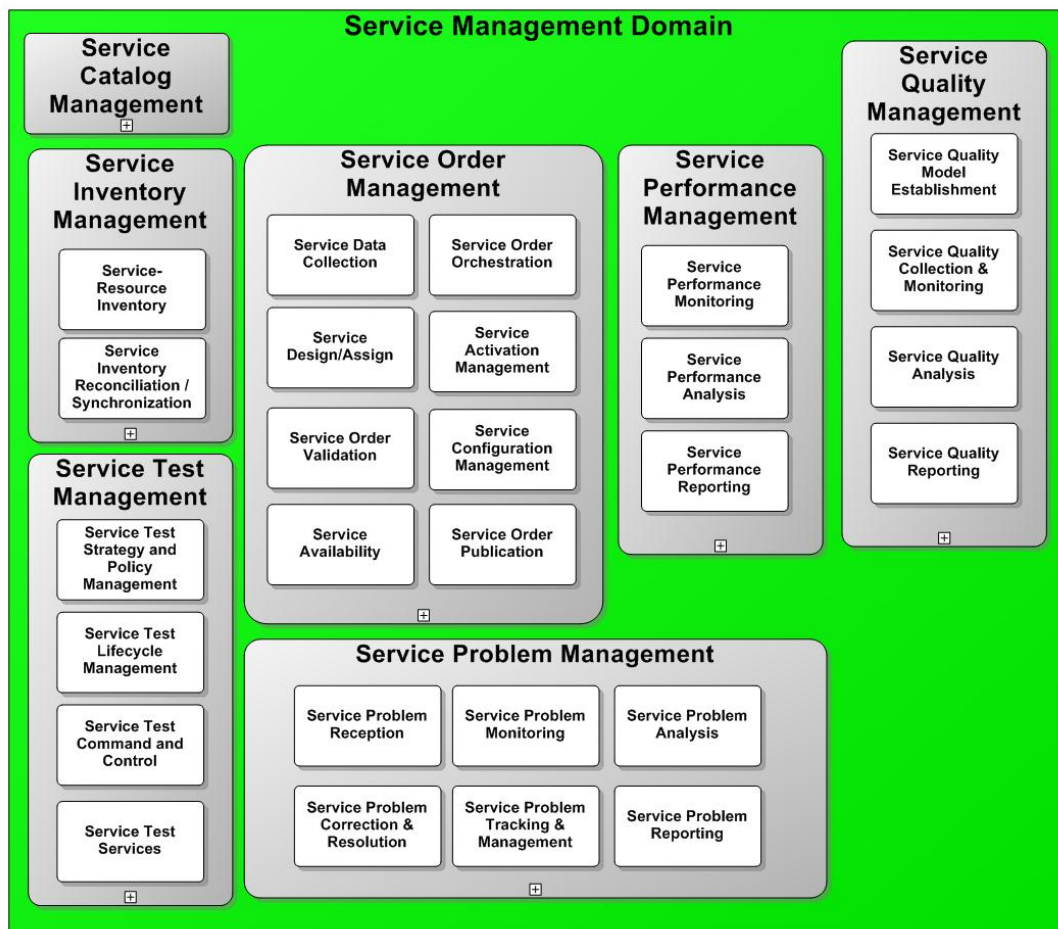 Service Management Domain
Service
Catalog
Management
Service
Inventory
Management
Service-
Resource
Inventory
Service
Inventory
Reconciliation /
Synchronization
Service Test
Management
Service Test
Strategy and
Policy
Management
Service Test
Lifecycle
Management
Service Test
Command and
Control
Service Test
Services
Service Order
Management
Service Data
Collection
Service Order
Orchestration
Service
Design/Assign
Service
Activation
Management
Service Order
Validation
Service
Configuration
Management
Service
Availability
Service Order
Publication
Service
Performance
Management
Service
Performance
Monitoring
Service
Performance
Analysis
Service
Performance
Reporting
Service
Quality
Management
Service Quality
Model
Establishment
Service Quality
Collection &
Monitoring
Service Quality
Analysis
Service Quality
Reporting
Service Problem Management
Service Problem
Reception
Service Problem
Monitoring
Service Problem
Analysis
Service Problem
Correction &
Resolution
Service Problem
Tracking &
Management
Service Problem
Reporting